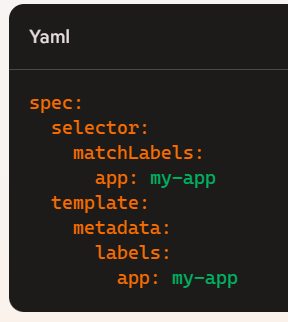 Yaml
spec:
  selector:
    matchLabels:
      app: my-app
  template:
    metadata:
      labels:
        app: my-app